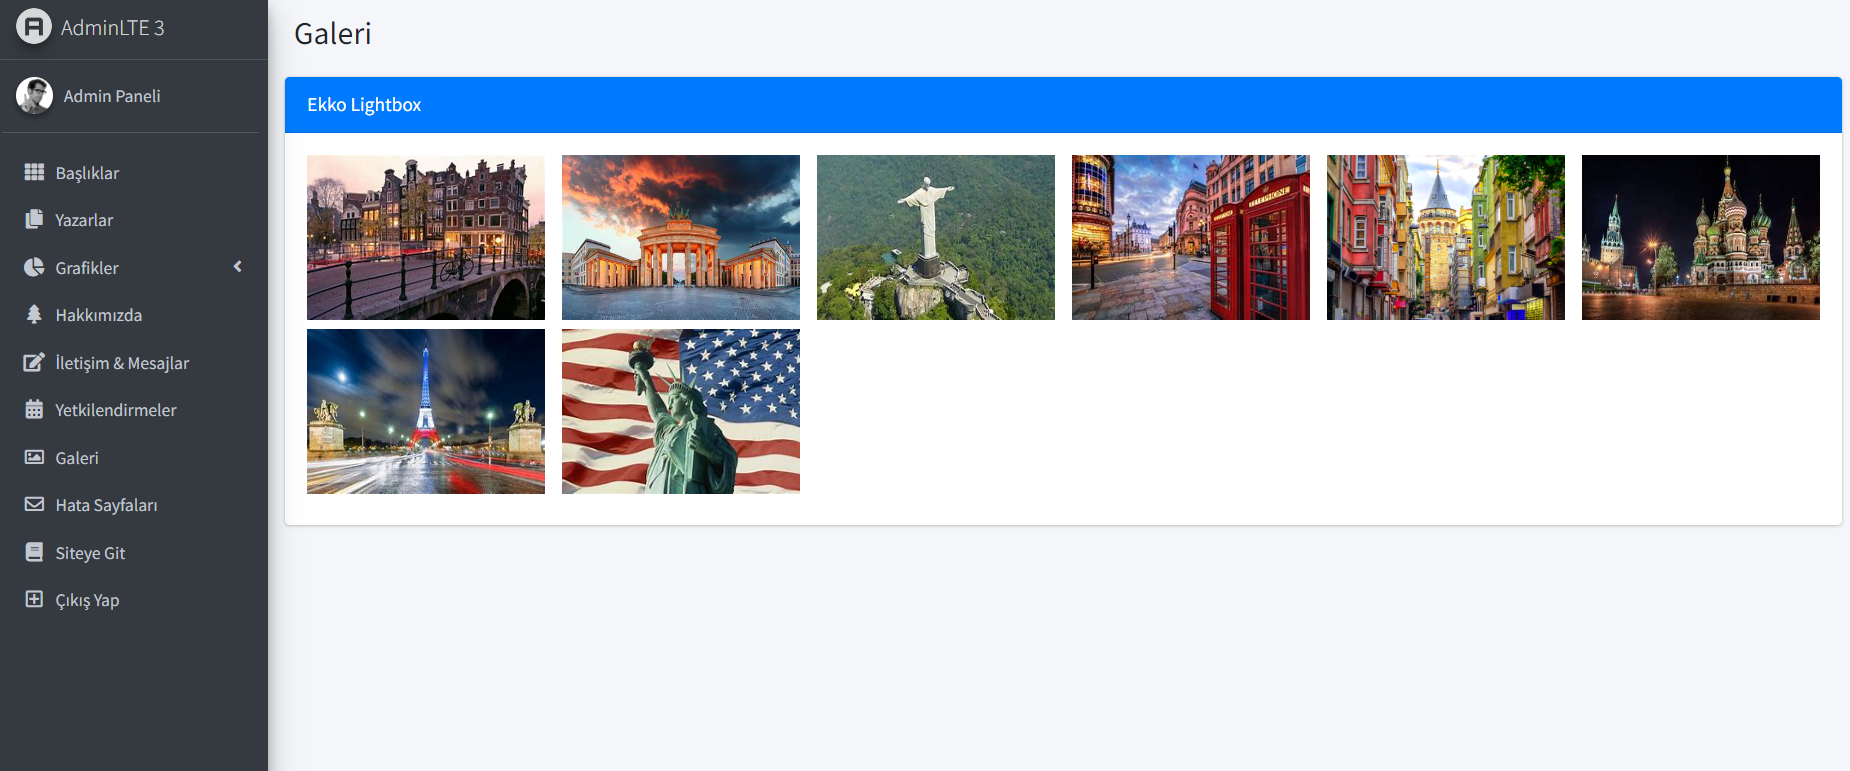 AdminLTE 3
Admin Paneli
Başlıklar
Yazarlar
Grafikler
Hakkımızda
İletişim & Mesajlar
Yetkilendirmeler
Galeri
Hata Sayfaları
Siteye Git
Çıkış Yap
Galeri
Ekko Lightbox
TELEPHONE